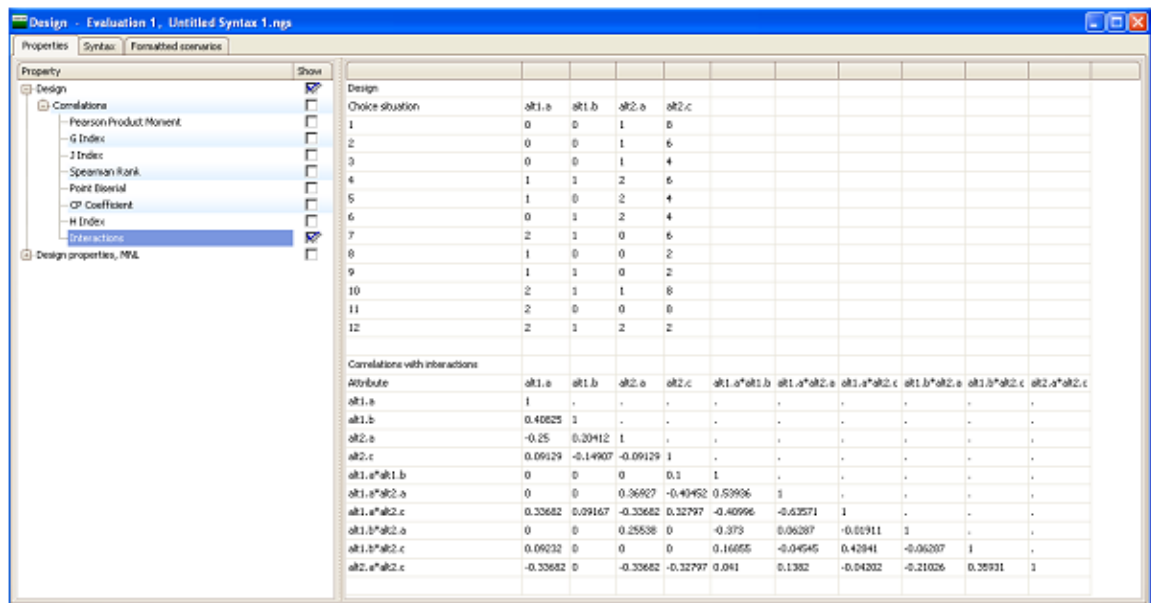 Design - Evaluation 1, Untitled Syntax 1.ngs
Properties Syntax Formatted scenarios
Property Show
Design
Correlations
Pearson Product Moment
G Index
J Index
Spearman Rank
Point Biserial
CP Coefficient
H Index
Interactions
Design properties, MNL
Design
Choice situation alt1.a alt1.b alt2.a alt2.c
1 0 0 1 8
2 0 0 1 6
3 0 0 1 4
4 1 1 2 6
5 1 0 2 4
6 0 1 2 4
7 2 1 0 6
8 1 0 0 2
9 1 1 0 2
10 2 1 1 8
11 2 0 0 8
12 2 1 2 2
Correlations with interactions
Attribute alt1.a alt1.b alt2.a alt2.c alt1.a*alt1.b alt1.a*alt2.a alt1.a*alt2.c alt1.b*alt2.a alt1.b*alt2.c alt2.a*alt2.c
alt1.a 1 . . . . . . . . .
alt1.b 0.40825 1 . . . . . . . .
alt2.a -0.25 0.20412 1 . . . . . . .
alt2.c 0.09129 -0.14907 -0.09129 1 . . . . . .
alt1.a*alt1.b 0 0 0 0.1 1 . . . . .
alt1.a*alt2.a 0 0 0.36927 -0.40452 0.53936 1 . . . .
alt1.a*alt2.c 0.33682 0.09167 -0.33682 0.32797 -0.40996 -0.63571 1 . . .
alt1.b*alt2.a 0 0 0.25538 0 -0.373 0.06287 -0.01911 1 . .
alt1.b*alt2.c 0.09232 0 0 0 0.16855 -0.04545 0.42841 -0.06207 1 .
alt2.a*alt2.c -0.33682 0 -0.33682 -0.32797 0.041 0.1382 -0.04202 -0.21026 0.35931 1